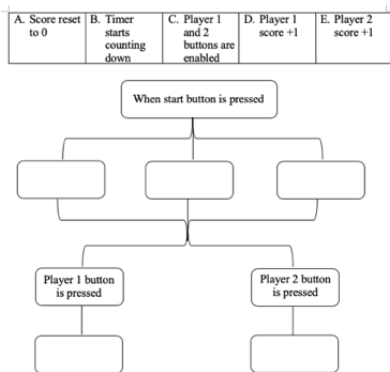 A. Score reset to 0
B. Timer starts counting down
C. Player 1 and 2 buttons are enabled
D. Player 1 score +1
E. Player 2 score +1
When start button is pressed
Player 1 button
is pressed
Player 2 button
is pressed